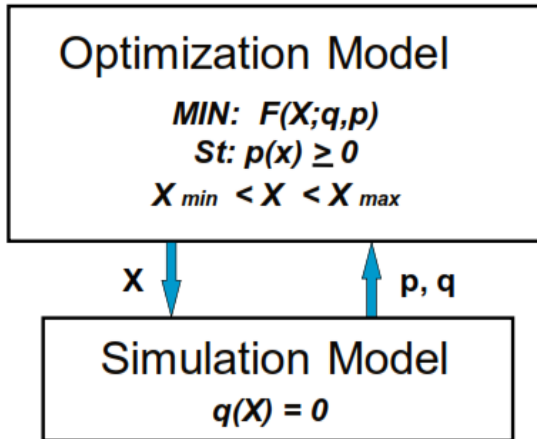 Optimization Model
MIN: F(X;q,p)
St: p(x) ≥ 0
X min < X < X max
X
p, q
Simulation Model
q(X) = 0